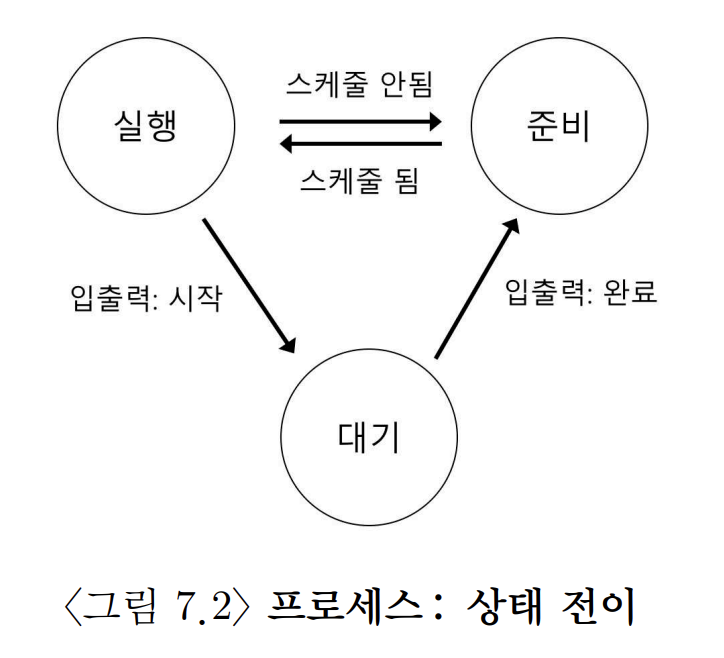 실행
스케줄 안됨
준비
스케줄 됨
입출력: 시작
입출력: 완료
대기
<그림 7.2> 프로세스: 상태 전이